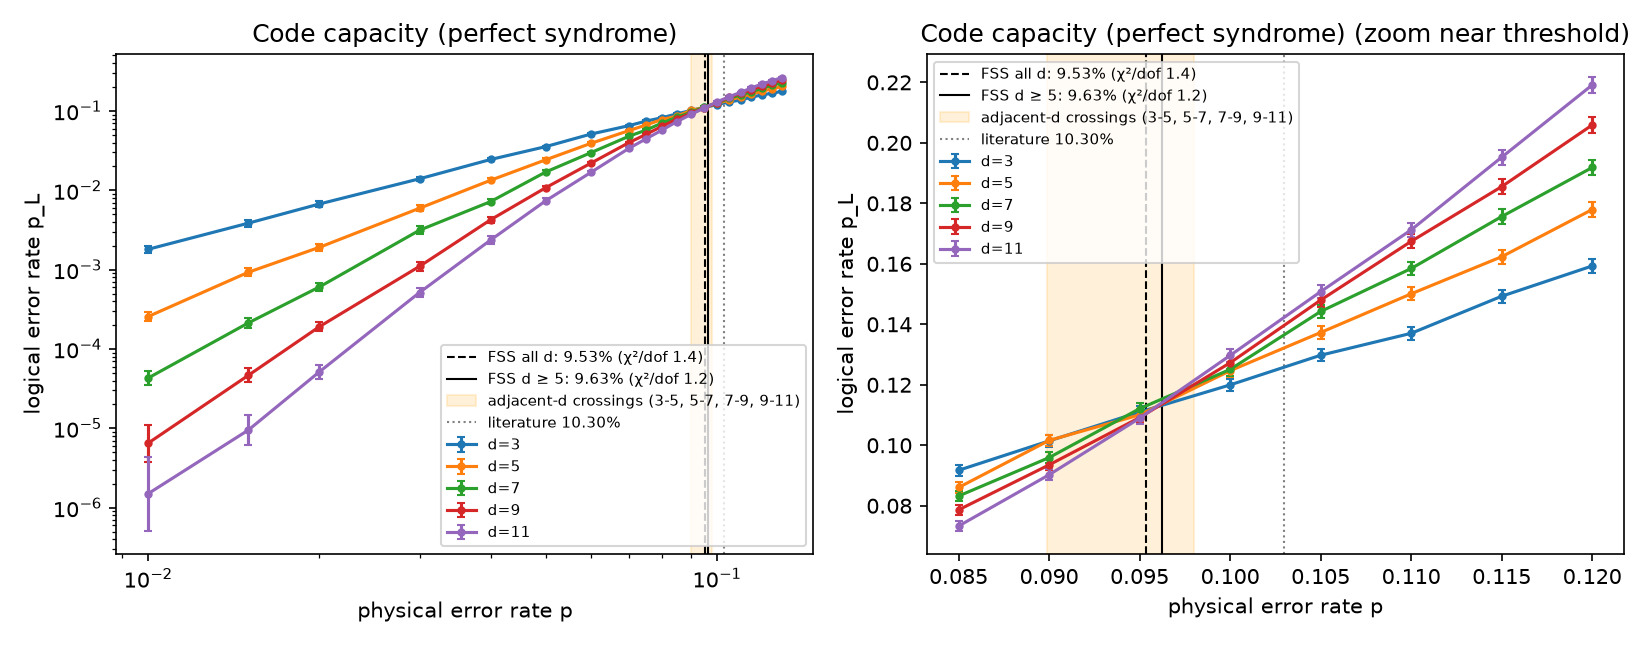 Code capacity (perfect syndrome)
logical error rate p_L
10⁻¹
10⁻²
10⁻³
10⁻⁴
10⁻⁵
10⁻⁶
FSS all d: 9.53% (χ²/dof 1.4)
FSS d ≥ 5: 9.63% (χ²/dof 1.2)
adjacent-d crossings (3-5, 5-7, 7-9, 9-11)
literature 10.30%
d=3
d=5
d=7
d=9
d=11
10⁻² 10⁻¹
physical error rate p
Code capacity (perfect syndrome) (zoom near threshold)
logical error rate p_L
0.22
0.20
0.18
0.16
0.14
0.12
0.10
0.08
FSS all d: 9.53% (χ²/dof 1.4)
FSS d ≥ 5: 9.63% (χ²/dof 1.2)
adjacent-d crossings (3-5, 5-7, 7-9, 9-11)
literature 10.30%
d=3
d=5
d=7
d=9
d=11
0.085 0.090 0.095 0.100 0.105 0.110 0.115 0.120
physical error rate p